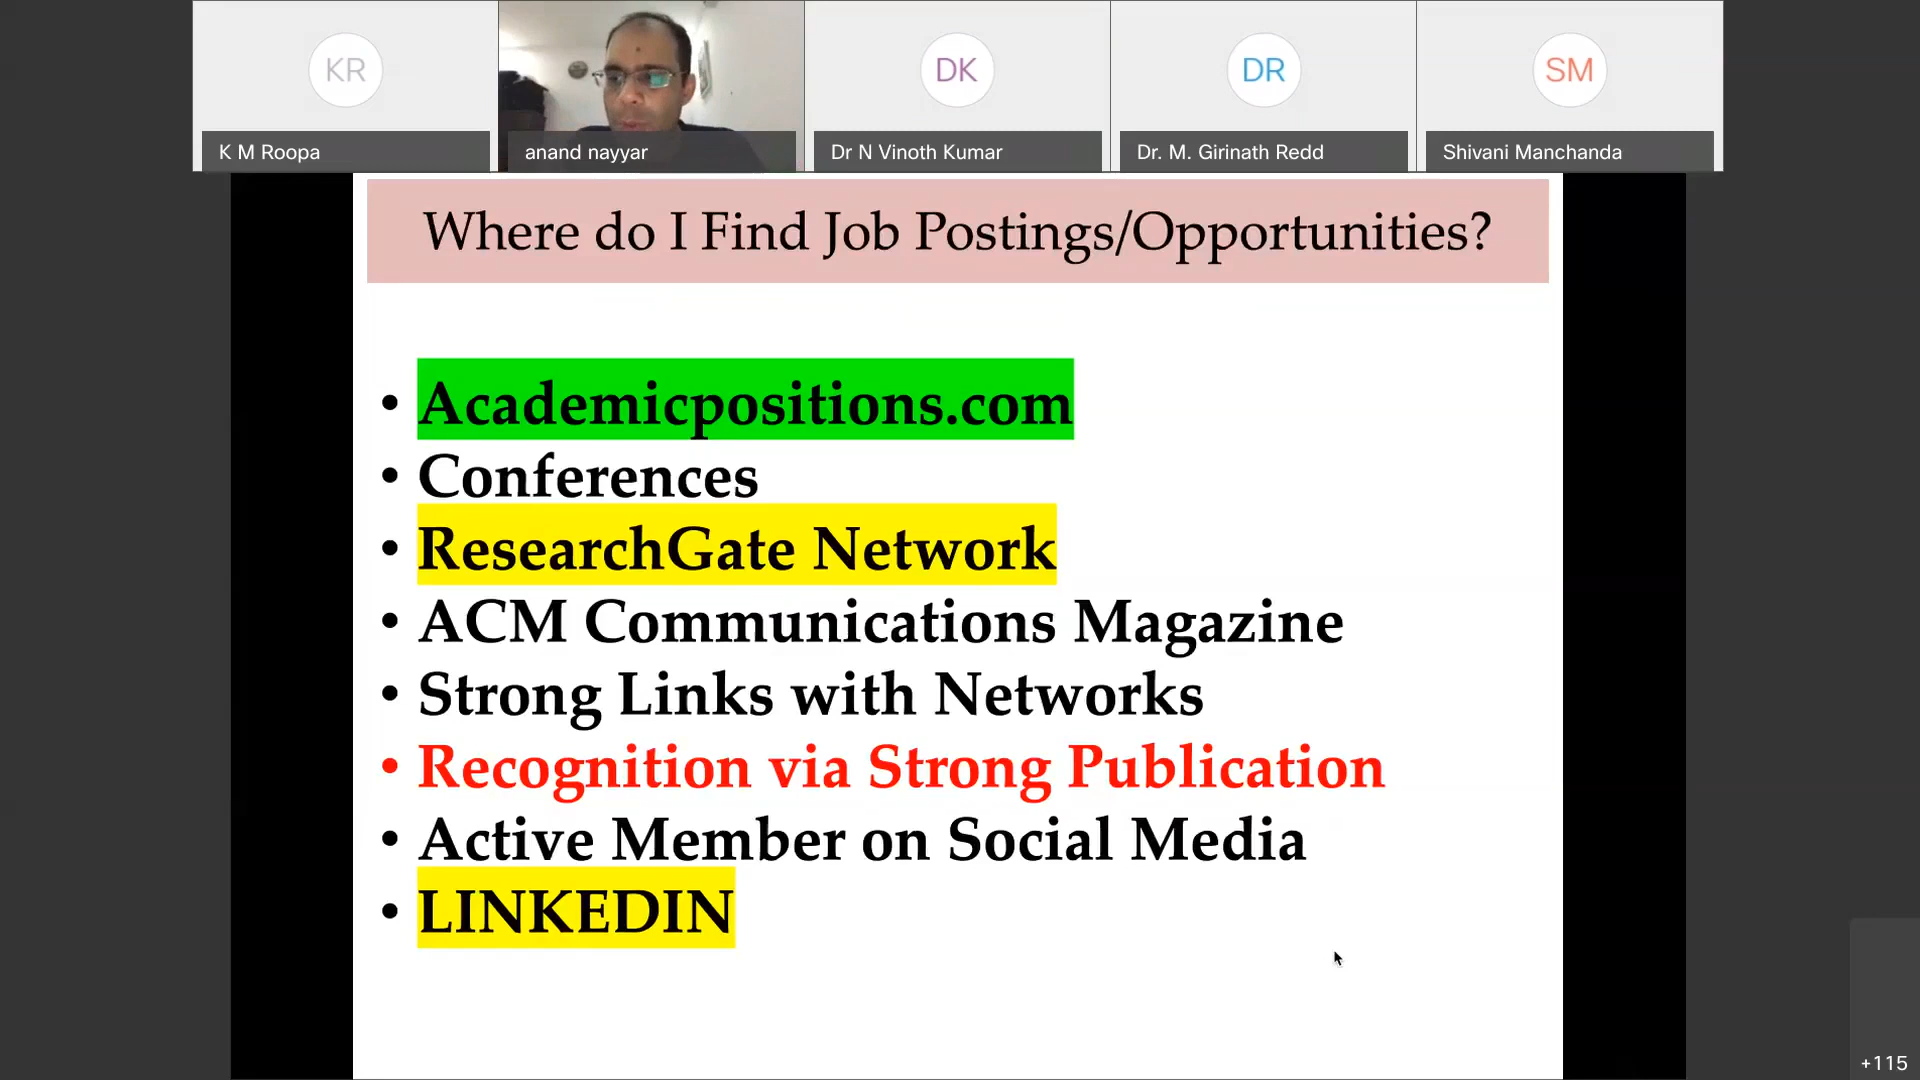 KR
DK
DR
SM
K M Roopa
anand nayyar
Dr N Vinoth Kumar
Dr. M. Girinath Redd
Shivani Manchanda
Where do I Find Job Postings/Opportunities?
• Academicpositions.com
• Conferences
• ResearchGate Network
• ACM Communications Magazine
• Strong Links with Networks
• Recognition via Strong Publication
• Active Member on Social Media
• LINKEDIN
+115